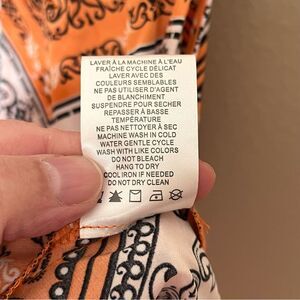 LAVER À LA MACHINE À L'EAU
FRAÎCHE CYCLE DÉLICAT
LAVER AVEC DES
COULEURS SEMBLABLES
NE PAS UTILISER D'AGENT
DE BLANCHIMENT
SUSPENDRE POUR SÉCHER
REPASSER À BASSE
TEMPÉRATURE
NE PAS NETTOYER À SEC
MACHINE WASH IN COLD
WATER GENTLE CYCLE
WASH WITH LIKE COLORS
DO NOT BLEACH
HANG TO DRY
COOL IRON IF NEEDED
DO NOT DRY CLEAN